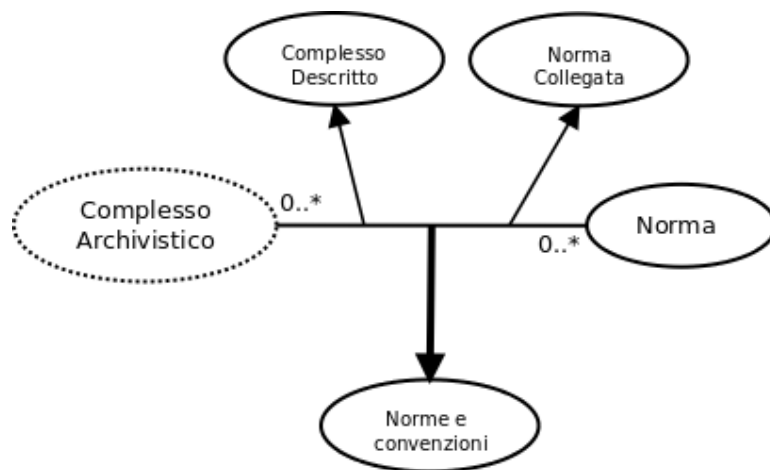 Complesso
Descritto
Norma
Collegata
Complesso
Archivistico
0..*
0..*
Norma
Norme e
convenzioni